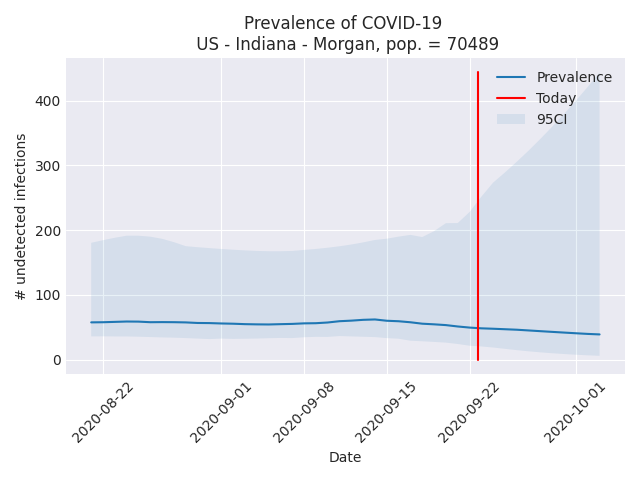 Prevalence of COVID-19
US - Indiana - Morgan, pop. = 70489
Prevalence
Today
95CI
400
300
200
100
0
# undetected infections
2020-08-22
2020-09-01
2020-09-08
2020-09-15
2020-09-22
2020-10-01
Date